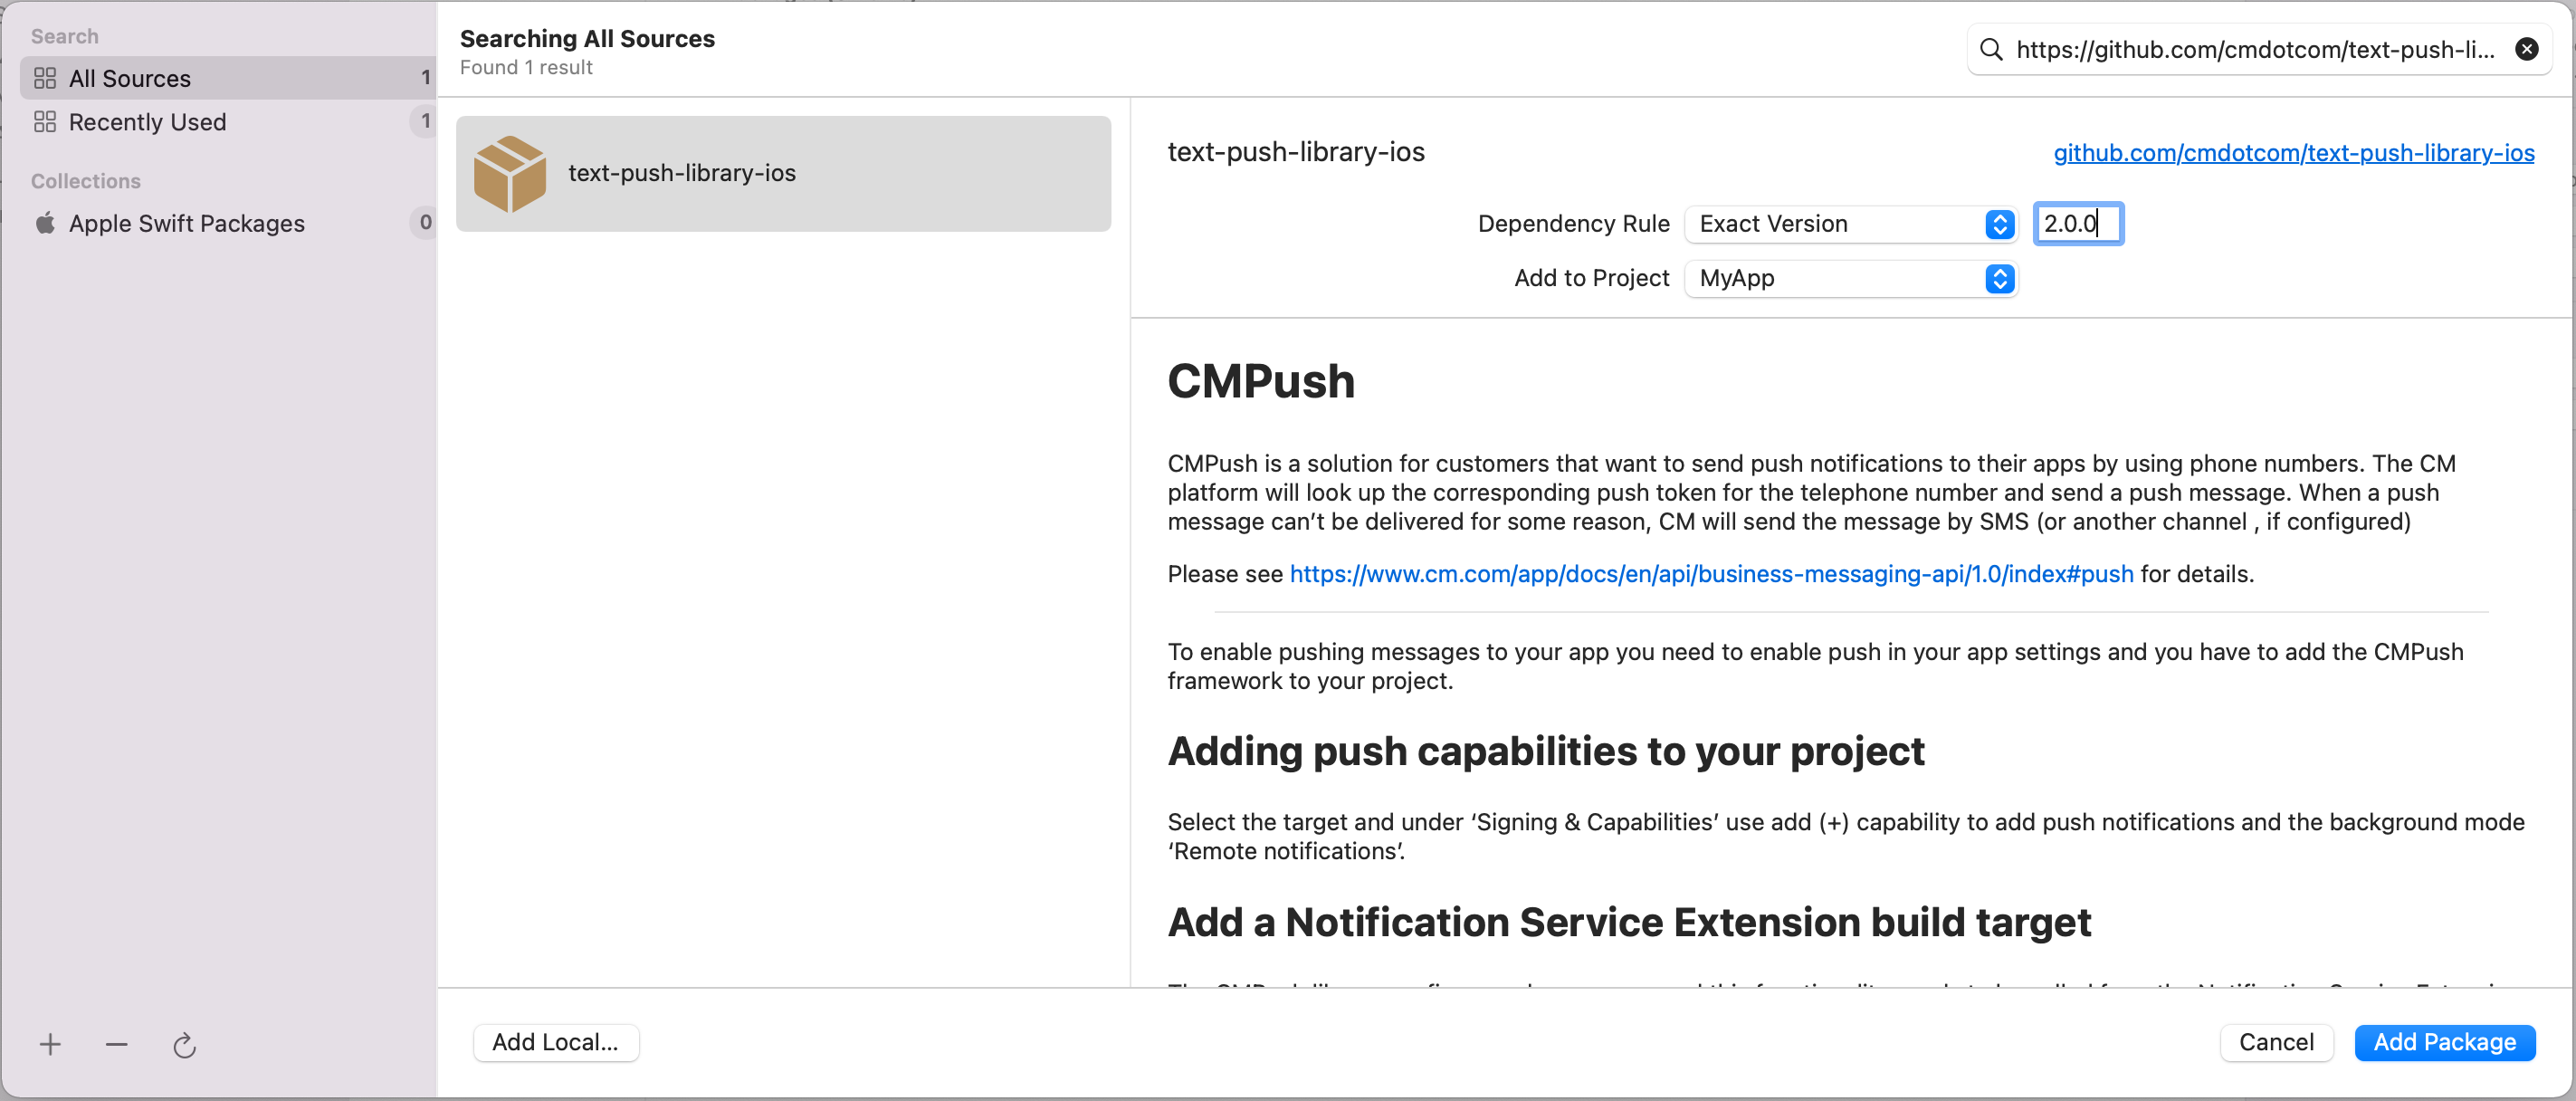 Search
All Sources 1
Recently Used 1
Collections
Apple Swift Packages 0
Searching All Sources
Found 1 result
https://github.com/cmdotcom/text-push-li...
text-push-library-ios
text-push-library-ios
github.com/cmdotcom/text-push-library-ios
Dependency Rule Exact Version 2.0.0
Add to Project MyApp
CMPush
CMPush is a solution for customers that want to send push notifications to their apps by using phone numbers. The CM
platform will look up the corresponding push token for the telephone number and send a push message. When a push
message can’t be delivered for some reason, CM will send the message by SMS (or another channel , if configured)
Please see https://www.cm.com/app/docs/en/api/business-messaging-api/1.0/index#push for details.
To enable pushing messages to your app you need to enable push in your app settings and you have to add the CMPush
framework to your project.
Adding push capabilities to your project
Select the target and under ‘Signing & Capabilities’ use add (+) capability to add push notifications and the background mode
‘Remote notifications’.
Add a Notification Service Extension build target
Add Local...
Cancel
Add Package